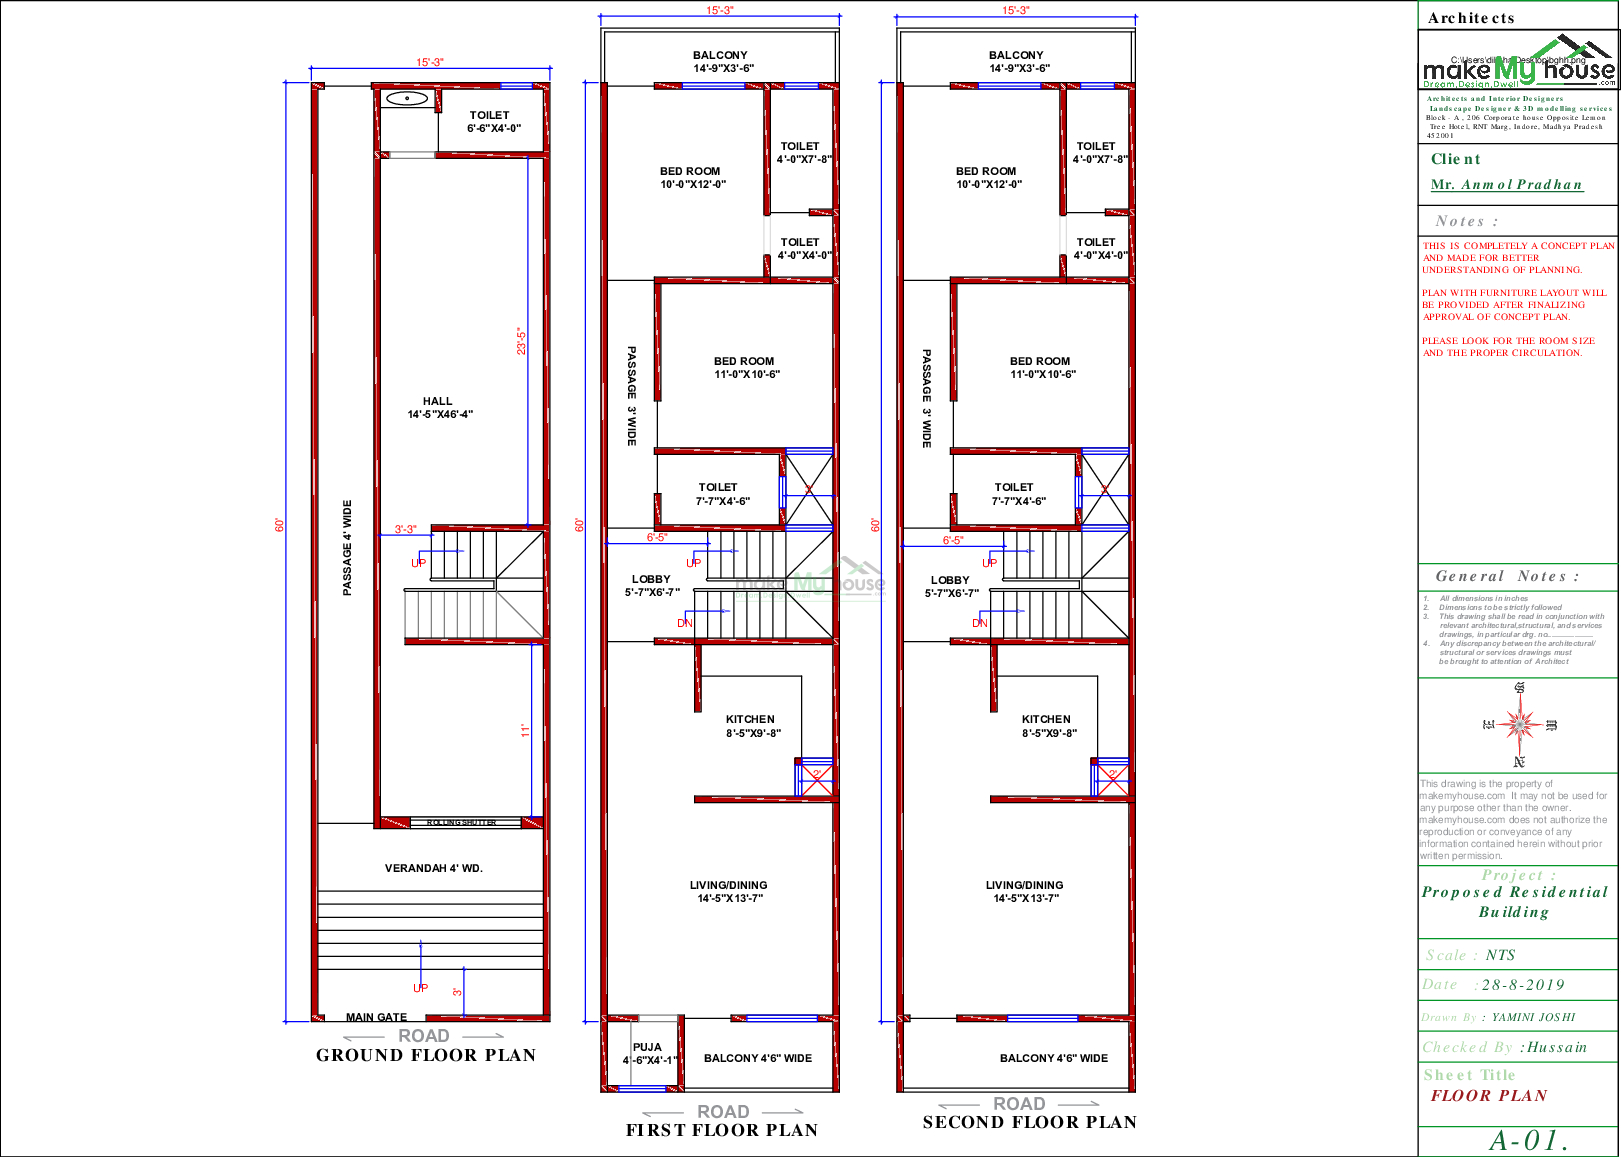 15'-3"
TOILET
6'-6"X4'-0"
23'-5"
HALL
14'-5"X46'-4"
PASSAGE 4' WIDE
60'
3'-3"
UP
11'
ROLLING SHUTTER
VERANDAH 4' WD.
UP
3'
MAIN GATE
ROAD
GROUND FLOOR PLAN
15'-3"
BALCONY
14'-9"X3'-6"
TOILET
4'-0"X7'-8"
BED ROOM
10'-0"X12'-0"
TOILET
4'-0"X4'-0"
BED ROOM
11'-0"X10'-6"
PASSAGE 3' WIDE
TOILET
7'-7"X4'-6"
3'
60'
6'-5"
UP
LOBBY
5'-7"X6'-7"
DN
makeMyhouse
.com
Dream,Design,Dwell
KITCHEN
8'-5"X9'-8"
2'
LIVING/DINING
14'-5"X13'-7"
PUJA
4'-6"X4'-1"
BALCONY 4'6" WIDE
ROAD
FIRST FLOOR PLAN
15'-3"
BALCONY
14'-9"X3'-6"
TOILET
4'-0"X7'-8"
BED ROOM
10'-0"X12'-0"
TOILET
4'-0"X4'-0"
BED ROOM
11'-0"X10'-6"
PASSAGE 3' WIDE
TOILET
7'-7"X4'-6"
3'
60'
6'-5"
UP
LOBBY
5'-7"X6'-7"
DN
KITCHEN
8'-5"X9'-8"
2'
LIVING/DINING
14'-5"X13'-7"
BALCONY 4'6" WIDE
ROAD
SECOND FLOOR PLAN
Architects
makeMyhouse
.com
Dream,Design,Dwell
Architects and Interior Designers
Landscape Designer & 3D modelling services
Block - A , 206 Corporate house Opposite Lemon
Tree Hotel, RNT Marg, Indore, Madhya Pradesh
452001
Client
Mr. Anmol Pradhan
Notes :
THIS IS COMPLETELY A CONCEPT PLAN
AND MADE FOR BETTER
UNDERSTANDING OF PLANNING.
PLAN WITH FURNITURE LAYOUT WILL
BE PROVIDED AFTER FINALIZING
APPROVAL OF CONCEPT PLAN.
PLEASE LOOK FOR THE ROOM SIZE
AND THE PROPER CIRCULATION.
General Notes :
1. All dimensions in inches
2. Dimensions to be strictly followed
3. This drawing shall be read in conjunction with
relevant architectural,structural, and services
drawings, in particular drg. no......................
4. Any discrepancy between the architectural/
structural or services drawings must
be brought to attention of Architect
S
E
W
N
This drawing is the property of
makemyhouse.com It may not be used for
any purpose other than the owner.
makemyhouse.com does not authorize the
reproduction or conveyance of any
information contained herein without prior
written permission.
Project :
Proposed Residential
Building
Scale : NTS
Date : 28-8-2019
Drawn By : YAMINI JOSHI
Checked By :Hussain
Sheet Title
FLOOR PLAN
A-01.